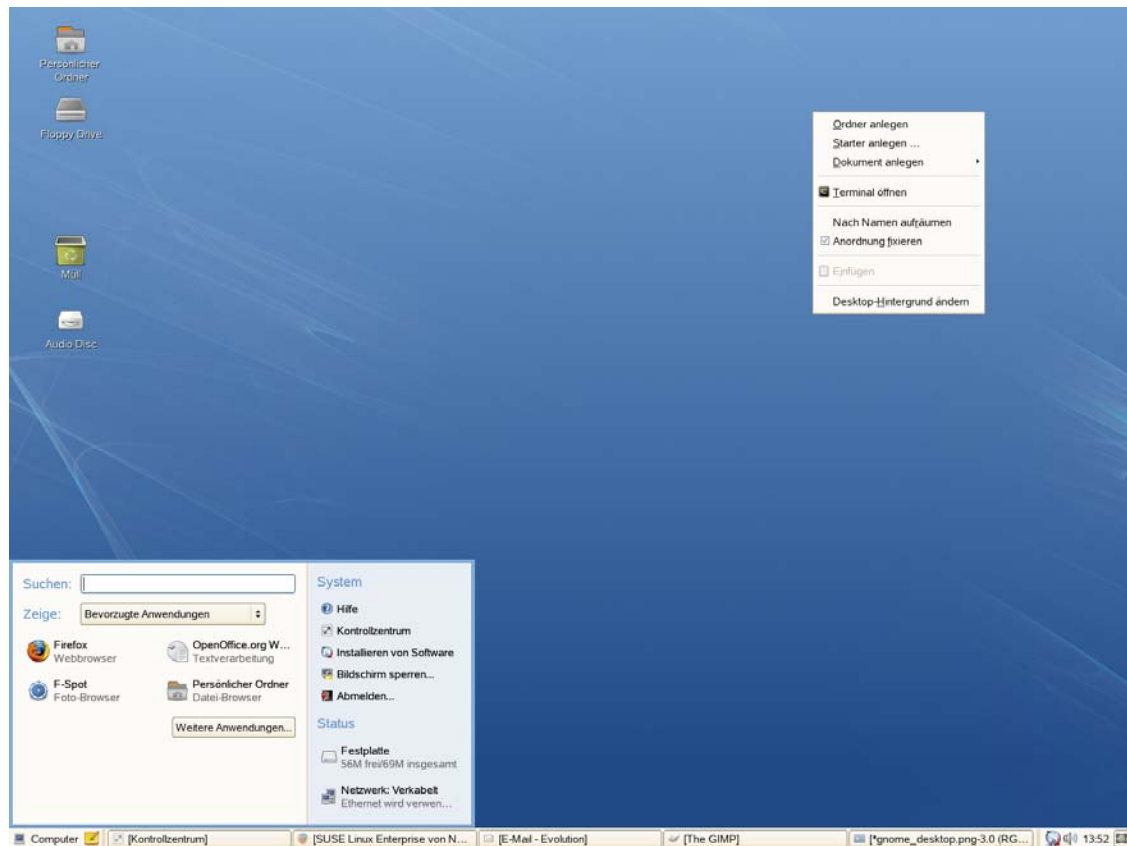 Persönlicher
Ordner
Floppy Drive
Müll
Audio Disc
Ordner anlegen
Starter anlegen ...
Dokument anlegen
Terminal öffnen
Nach Namen aufräumen
Anordnung fixieren
Einfügen
Desktop-Hintergrund ändern
Suchen:
Zeige: Bevorzugte Anwendungen
Firefox
Webbrowser
OpenOffice.org W...
Textverarbeitung
F-Spot
Foto-Browser
Persönlicher Ordner
Datei-Browser
Weitere Anwendungen...
System
Hilfe
Kontrollzentrum
Installieren von Software
Bildschirm sperren...
Abmelden...
Status
Festplatte
56M frei/69M insgesamt
Netzwerk: Verkabelt
Ethernet wird verwen...
Computer [Kontrollzentrum] [SUSE Linux Enterprise von N... [E-Mail - Evolution] [The GIMP] [*gnome_desktop.png-3.0 (RG... 13:52